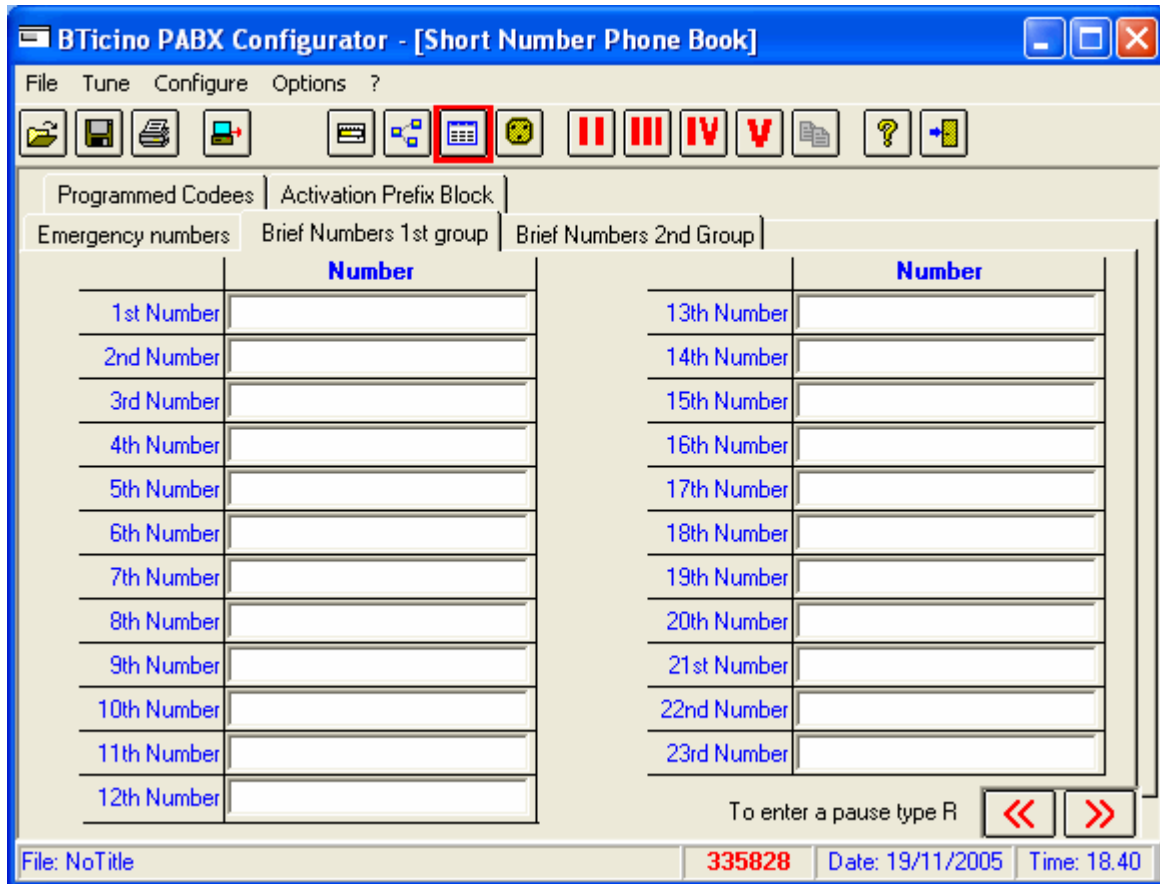 BTicino PABX Configurator - [Short Number Phone Book]
File Tune Configure Options ?
II III IV V ?
Programmed Codees Activation Prefix Block
Emergency numbers Brief Numbers 1st group Brief Numbers 2nd Group
Number Number
1st Number 13th Number
2nd Number 14th Number
3rd Number 15th Number
4th Number 16th Number
5th Number 17th Number
6th Number 18th Number
7th Number 19th Number
8th Number 20th Number
9th Number 21st Number
10th Number 22nd Number
11th Number 23rd Number
12th Number
To enter a pause type R
File: NoTitle 335828 Date: 19/11/2005 Time: 18.40